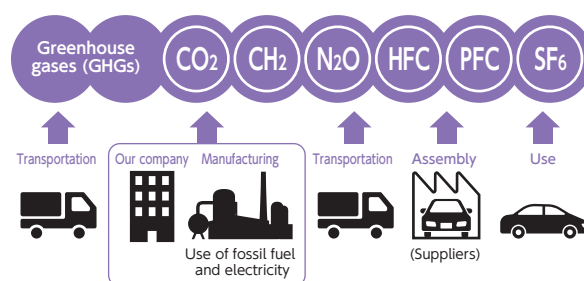 Greenhouse
gases (GHGs)
CO2
CH2
N2O
HFC
PFC
SF6
Transportation
Our company
Manufacturing
Transportation
Assembly
Use
Use of fossil fuel
and electricity
(Suppliers)